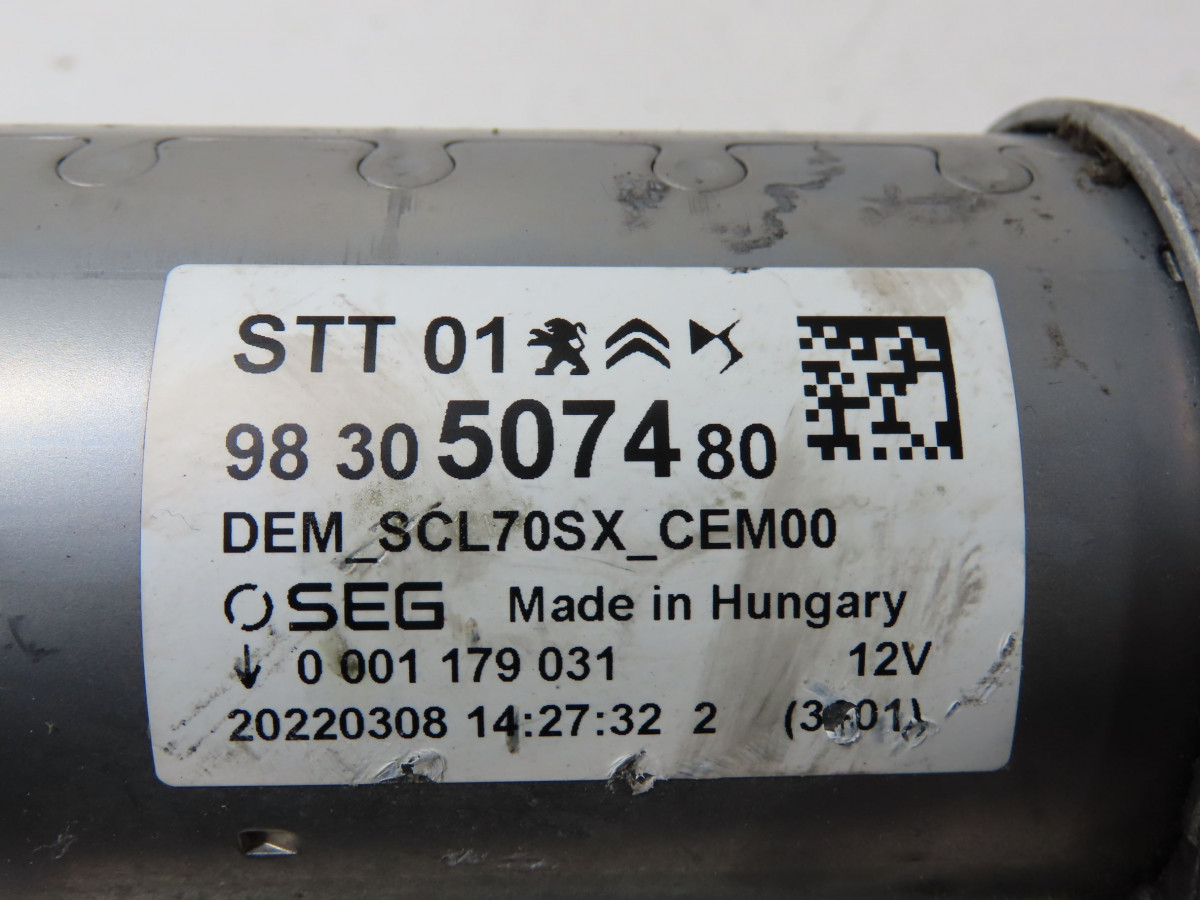 STT 01
98 30 5074 80
DEM_SCL70SX_CEM00
SEG Made in Hungary
↓ 0 001 179 031 12V
20220308 14:27:32 2